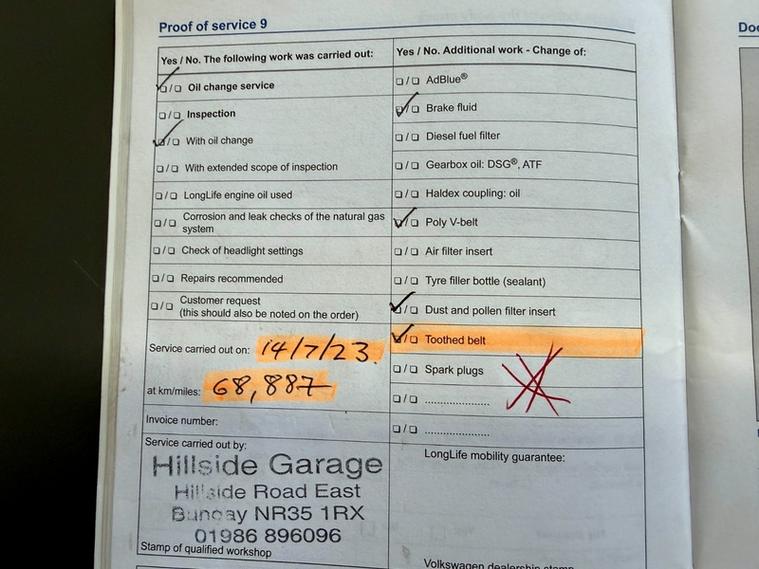 Proof of service 9
Yes / No. The following work was carried out:
☑/☐ Oil change service
☐/☐ Inspection
☑/☐ With oil change
☐/☐ With extended scope of inspection
☐/☐ LongLife engine oil used
☐/☐ Corrosion and leak checks of the natural gas
system
☐/☐ Check of headlight settings
☐/☐ Repairs recommended
☐/☐ Customer request
(this should also be noted on the order)
Service carried out on: 14/7/23.
at km/miles: 68,887
Invoice number:
Service carried out by:
Hillside Garage
Hillside Road East
Bungay NR35 1RX
01986 896096
Stamp of qualified workshop
Yes / No. Additional work - Change of:
☐/☐ AdBlue®
☑/☐ Brake fluid
☐/☐ Diesel fuel filter
☐/☐ Gearbox oil: DSG®, ATF
☐/☐ Haldex coupling: oil
☑/☐ Poly V-belt
☐/☐ Air filter insert
☐/☐ Tyre filler bottle (sealant)
☑/☐ Dust and pollen filter insert
☑/☐ Toothed belt
☐/☐ Spark plugs
☐/☐ ....................
☐/☐ ....................
LongLife mobility guarantee:
Volkswagen dealership stamp